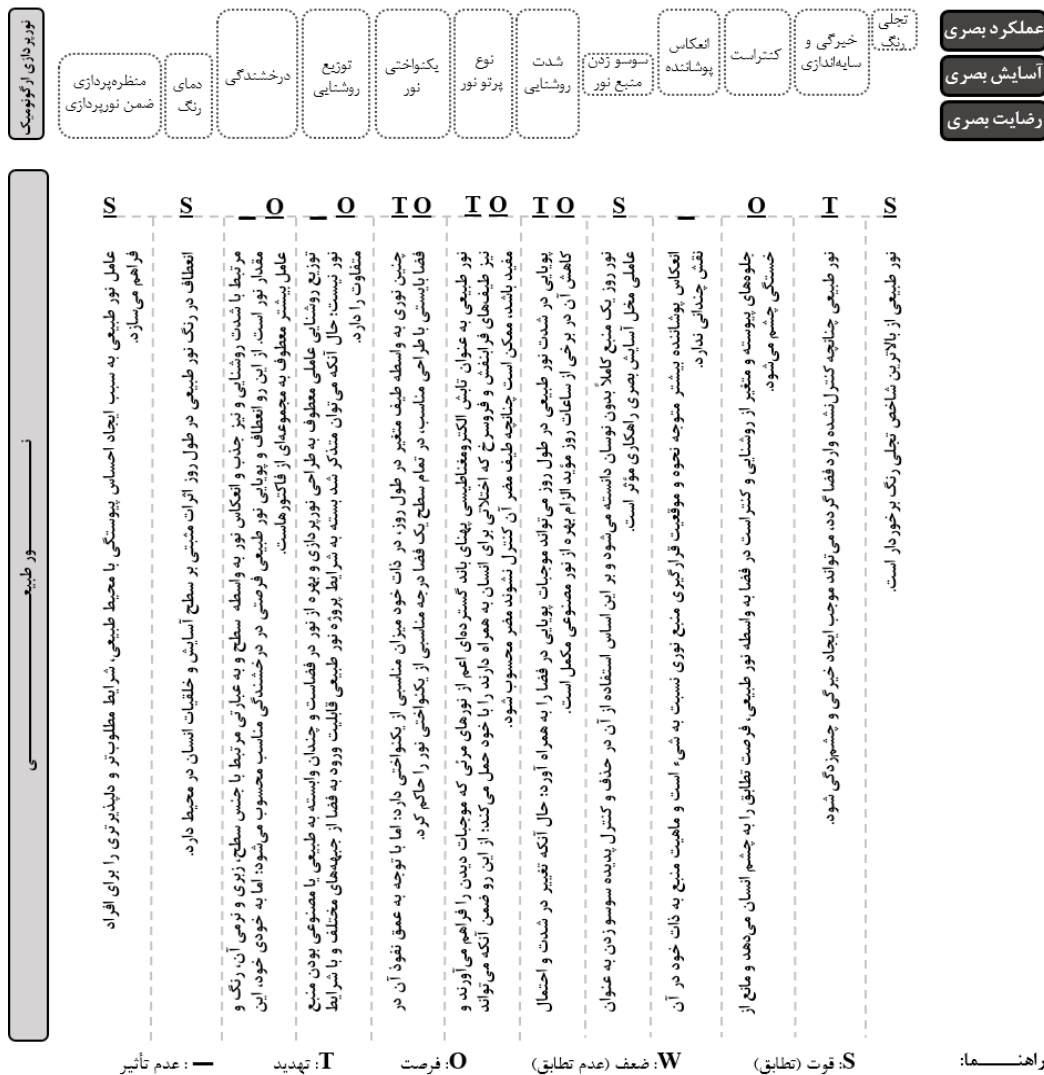 عملکرد بصری
آسایش بصری
رضایت بصری
تجلی
رنگ
خیرگی و
سایه‌اندازی
کنتراست
انعکاس
پوشاننده
سوسو زدن
منبع نور
شدت
روشنایی
نوع
پرتو نور
یکنواختی
نور
توزیع
روشنایی
درخشندگی
دمای
رنگ
منظره‌پردازی
ضمن نورپردازی
نورپردازی ارگونومیک
S
نور طبیعی از بالاترین شاخص تجلی رنگ برخوردار است.
T
نور طبیعی چنانچه کنترل‌نشده وارد فضا گردد، می‌تواند موجب ایجاد خیرگی و چشم‌زدگی شود.
O
جلوه‌های پیوسته و متغیر از روشنایی و کنتراست در فضا به واسطه نور طبیعی، فرصت تطابق را به چشم انسان می‌دهد و مانع از
خستگی چشم می‌شود.
–
انعکاس پوشاننده بیشتر متوجه نحوه و موقعیت قرارگیری منبع نوری نسبت به شیء است و ماهیت منبع به ذات خود در آن
نقش چندانی ندارد.
S
نور روز یک منبع کاملاً بدون نوسان دانسته می‌شود و بر این اساس استفاده از آن در حذف و کنترل پدیده سوسو زدن به عنوان
عاملی مخل آسایش بصری راهکاری مؤثر است.
T O
پویایی در شدت نور طبیعی در طول روز می‌تواند موجبات پویایی در فضا را به همراه آورد؛ حال آنکه تغییر در شدت و احتمال
کاهش آن در برخی از ساعات روز مؤید الزام بهره از نور مصنوعی مکمل است.
T O
نور طبیعی به عنوان تابش الکترومغناطیسی پهنای باند گسترده‌ای اعم از نورهای مرئی که موجبات دیدن را فراهم می‌آورند و
نیز طیف‌های فرابنفش و فروسرخ که اختلالاتی برای انسان به همراه دارند را با خود حمل می‌کند؛ از این رو ضمن آنکه می‌تواند
مفید باشد، ممکن است چنانچه طیف مضر آن کنترل نشوند مضر محسوب شود.
T O
چنین نوری به واسطه طیف متغیر در طول روز، در ذات خود میزان مناسبی از یکنواختی دارد؛ اما با توجه به عمق نفوذ آن در
فضا بایستی با طراحی مناسب، در تمام سطح یک فضا درجه مناسبی از یکنواختی نور را حاکم کرد.
– O
توزیع روشنایی عاملی معطوف به طراحی نورپردازی و بهره از نور در فضاست و چندان وابسته به طبیعی یا مصنوعی بودن منبع
نور نیست؛ حال آنکه می‌توان متذکر شد بسته به شرایط پروژه نور طبیعی قابلیت ورود به فضا از جبهه‌های مختلف و با شرایط
متفاوت را دارد.
– O
مرتبط با شدت روشنایی و نیز جذب و انعکاس نور به واسطه سطح و به عبارتی مرتبط با جنس سطح، زبری و نرمی آن، رنگ و
مقدار نور است. از این رو انعطاف و پویایی نور طبیعی فرصتی در درخشندگی مناسب محسوب می‌شود؛ اما به خودی خود، این
عامل بیشتر معطوف به مجموعه‌ای از فاکتورهاست.
S
انعطاف در رنگ نور طبیعی در طول روز اثرات مثبتی بر سطح آسایش و خلقیات انسان در محیط دارد.
S
عامل نور طبیعی به سبب ایجاد احساس پیوستگی با محیط طبیعی، شرایط مطلوب‌تر و دلپذیرتری را برای افراد
فراهم می‌سازد.
نـــور طبیعـــی
راهنـــما:
S: قوت (تطابق)
W: ضعف (عدم تطابق)
O: فرصت
T: تهدید
–: عدم تأثیر